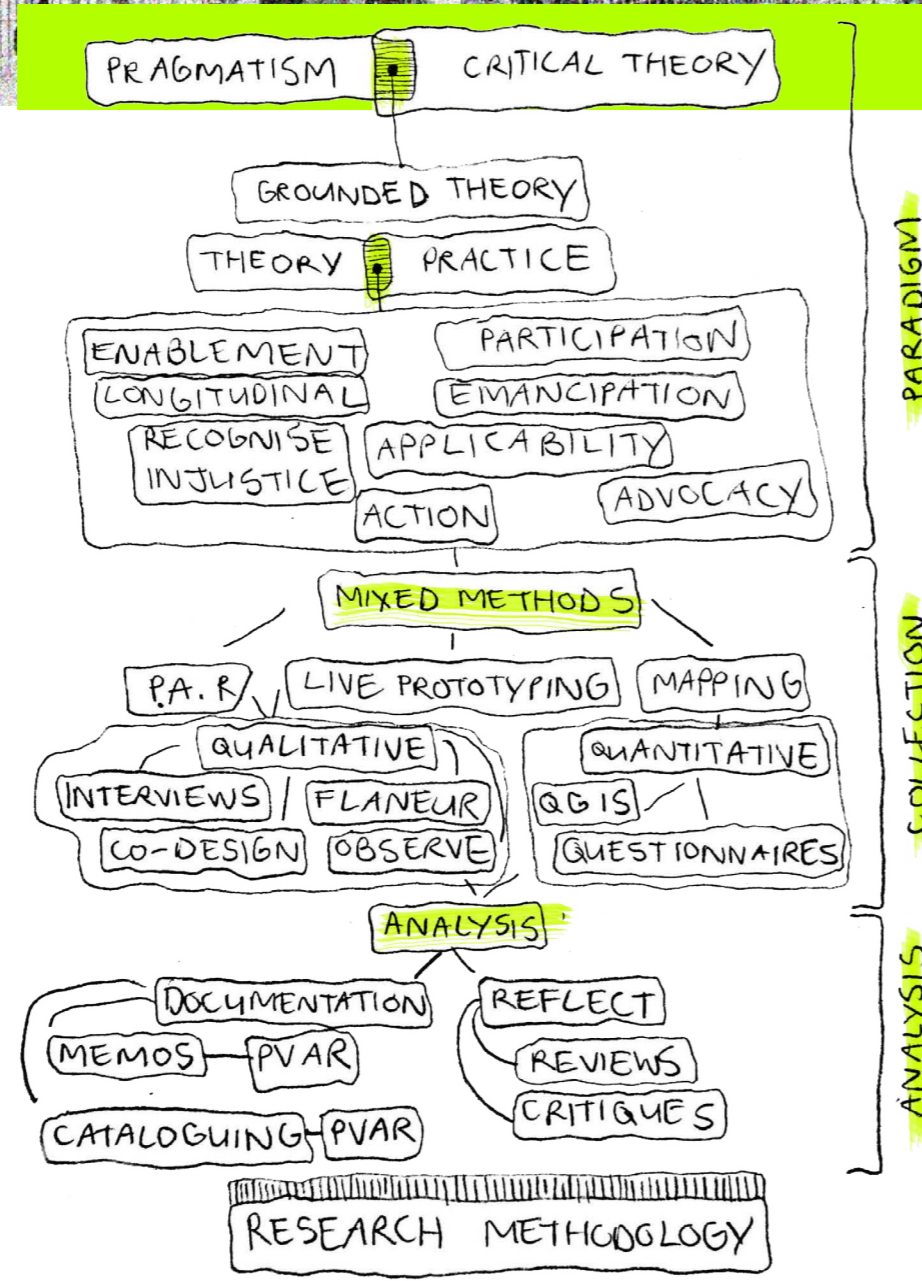 PRAGMATISM CRITICAL THEORY
GROUNDED THEORY
THEORY PRACTICE
ENABLEMENT PARTICIPATION
LONGITUDINAL EMANCIPATION
RECOGNISE
INJUSTICE
APPLICABILITY
ACTION ADVOCACY
PARADIGM
MIXED METHODS
P.A.R LIVE PROTOTYPING MAPPING
QUALITATIVE QUANTITATIVE
INTERVIEWS FLANEUR QGIS
CO-DESIGN OBSERVE QUESTIONNAIRES
COLLECTION
ANALYSIS
DOCUMENTATION REFLECT
MEMOS PVAR REVIEWS
CATALOGUING PVAR CRITIQUES
ANALYSIS
RESEARCH METHODOLOGY